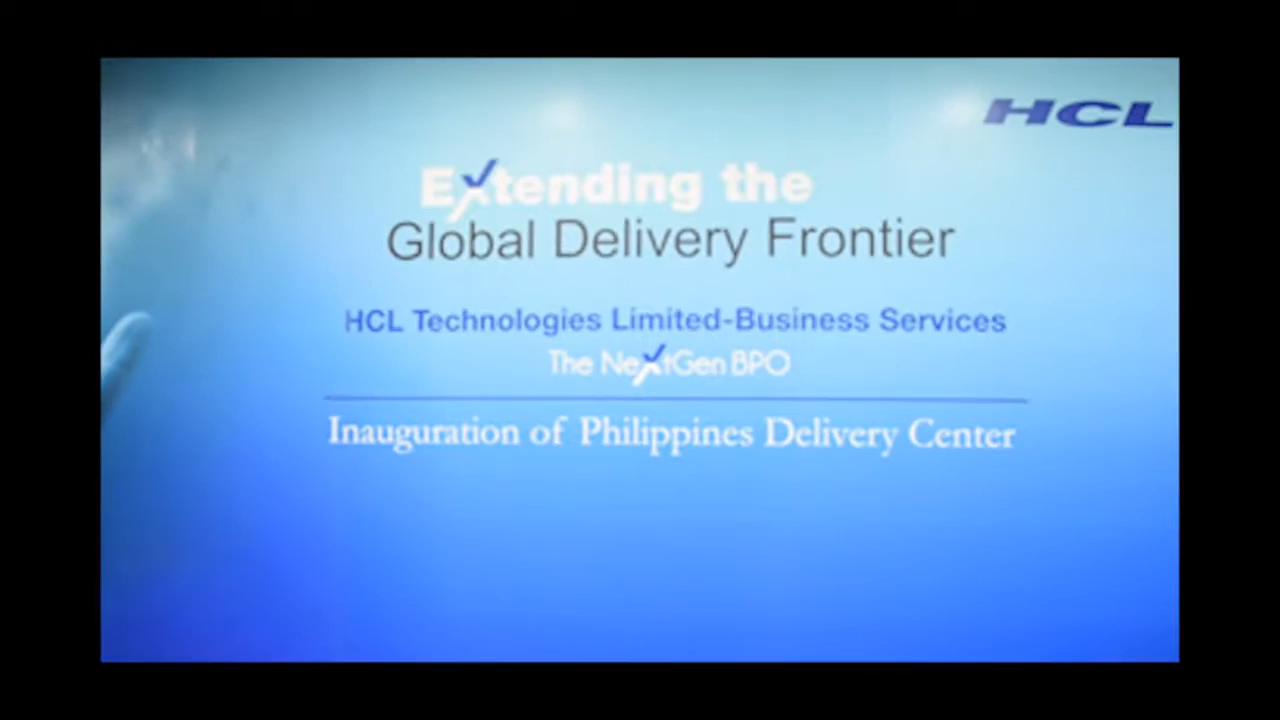 HCL
Extending the
Global Delivery Frontier
HCL Technologies Limited-Business Services
The NeXtGen BPO
Inauguration of Philippines Delivery Center